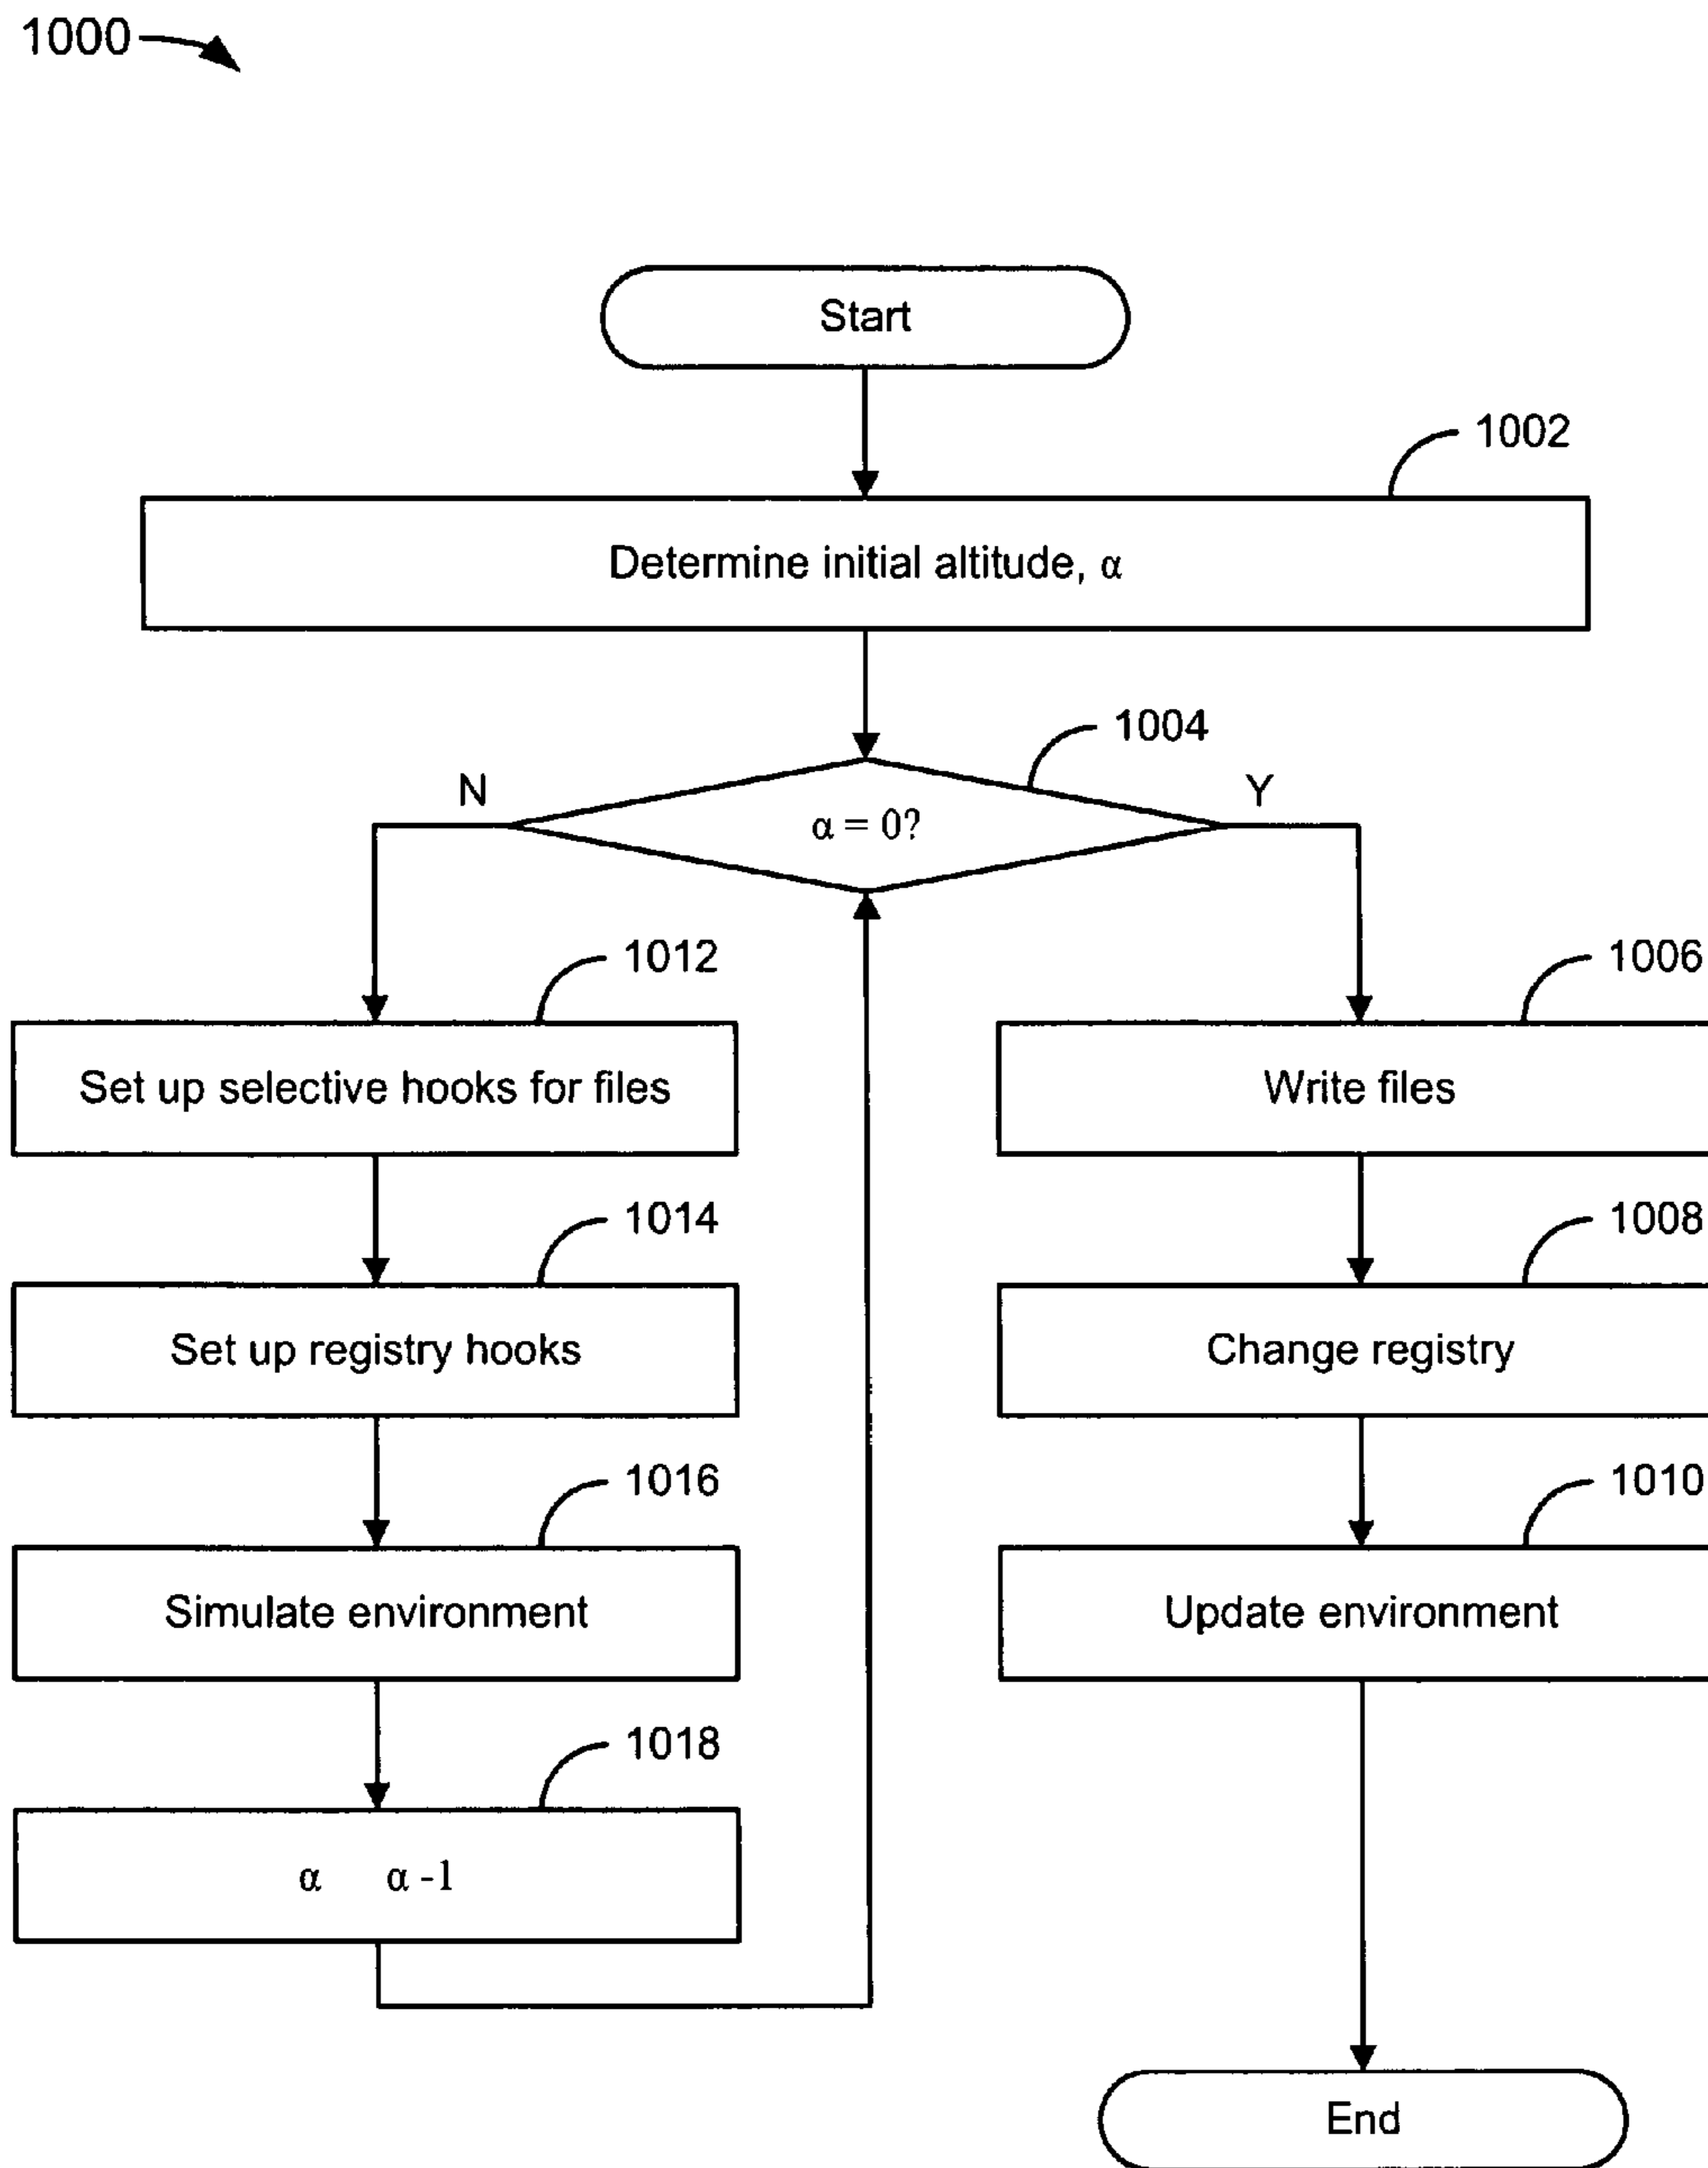 1000
Start
1002
Determine initial altitude, α
1004
N
Y
α = 0?
1012
1006
Set up selective hooks for files
Write files
1014
1008
Set up registry hooks
Change registry
1016
1010
Simulate environment
Update environment
1018
α α -1
End